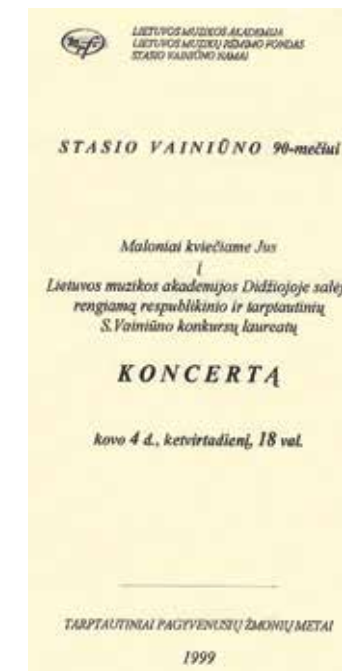 LIETUVOS MUZIKOS AKADEMIJA
LIETUVOS MUZIKŲ RĖMIMO FONDAS
STASIO VAINIŪNO NAMAI
STASIO VAINIŪNO 90-mečiui
Maloniai kviečiame Jus
į
Lietuvos muzikos akademijos Didžiojoje salėj
rengiamą respublikinio ir tarptautinių
S.Vainiūno konkursų laureatų
KONCERTĄ
kovo 4 d., ketvirtadienį, 18 val.
TARPTAUTINIAI PAGYVENUSIŲ ŽMONIŲ METAI
1999